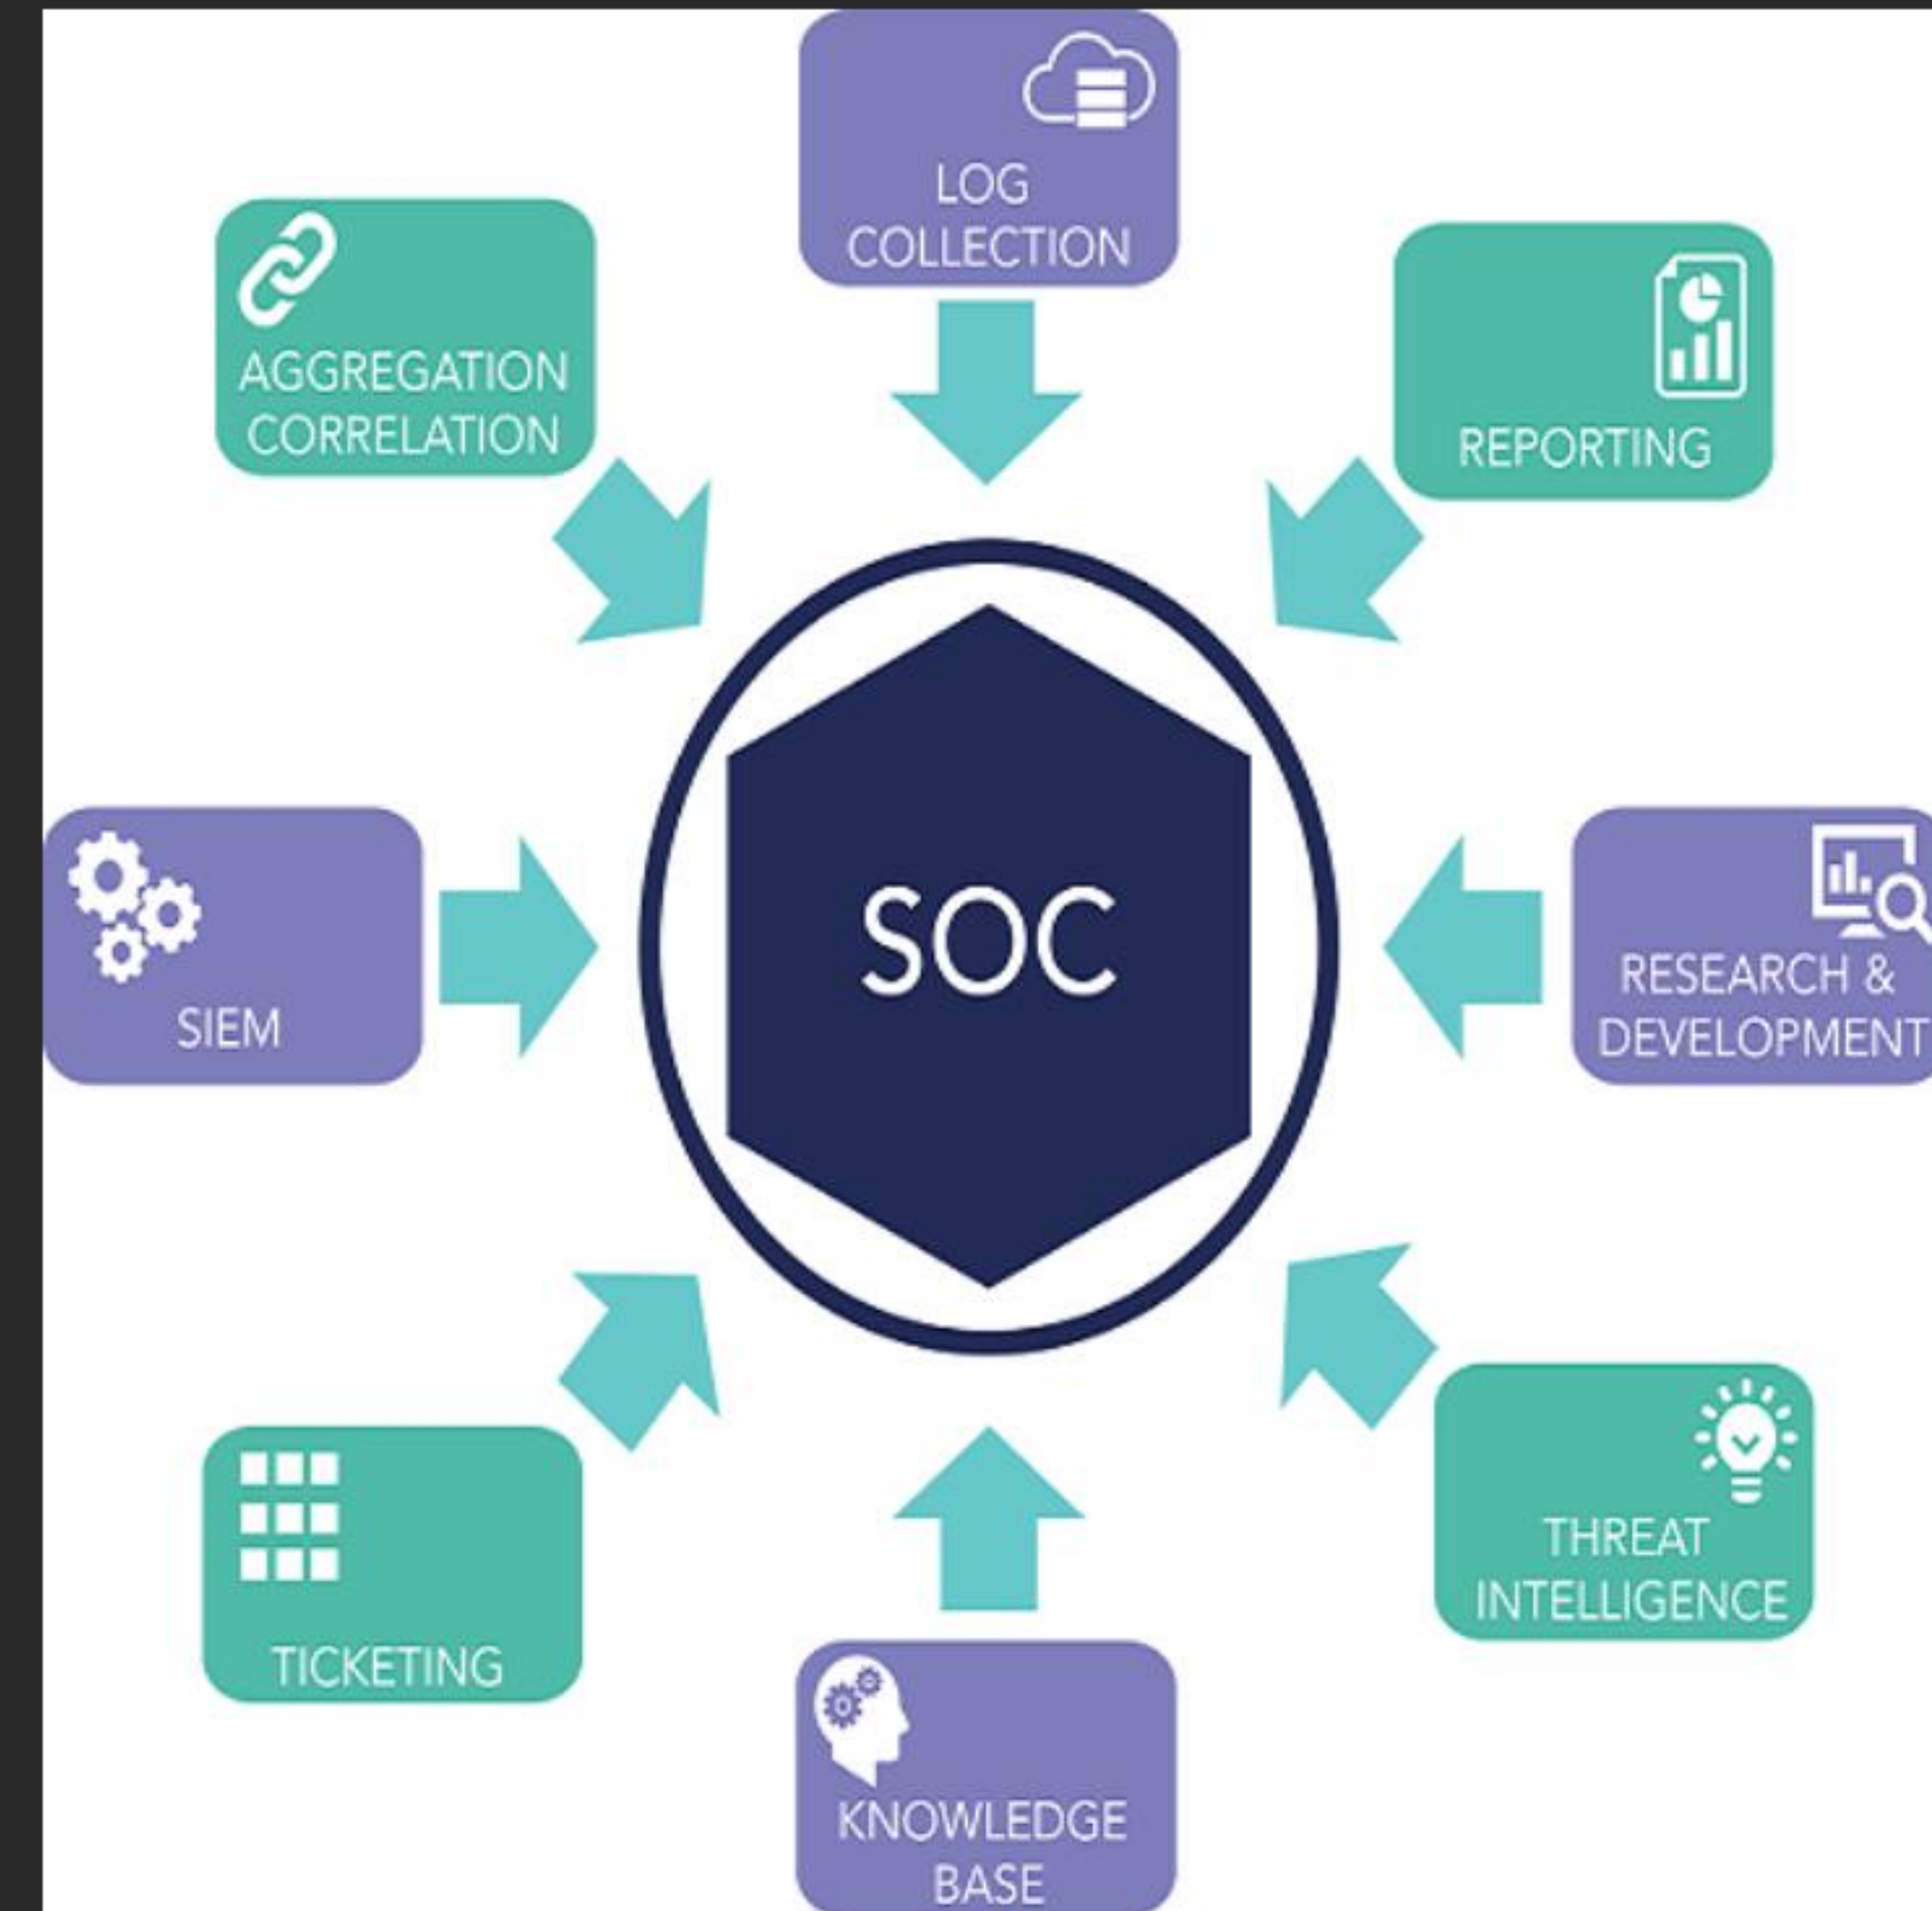 LOG
COLLECTION
AGGREGATION
CORRELATION
REPORTING
SIEM
SOC
RESEARCH &
DEVELOPMENT
TICKETING
THREAT
INTELLIGENCE
KNOWLEDGE
BASE